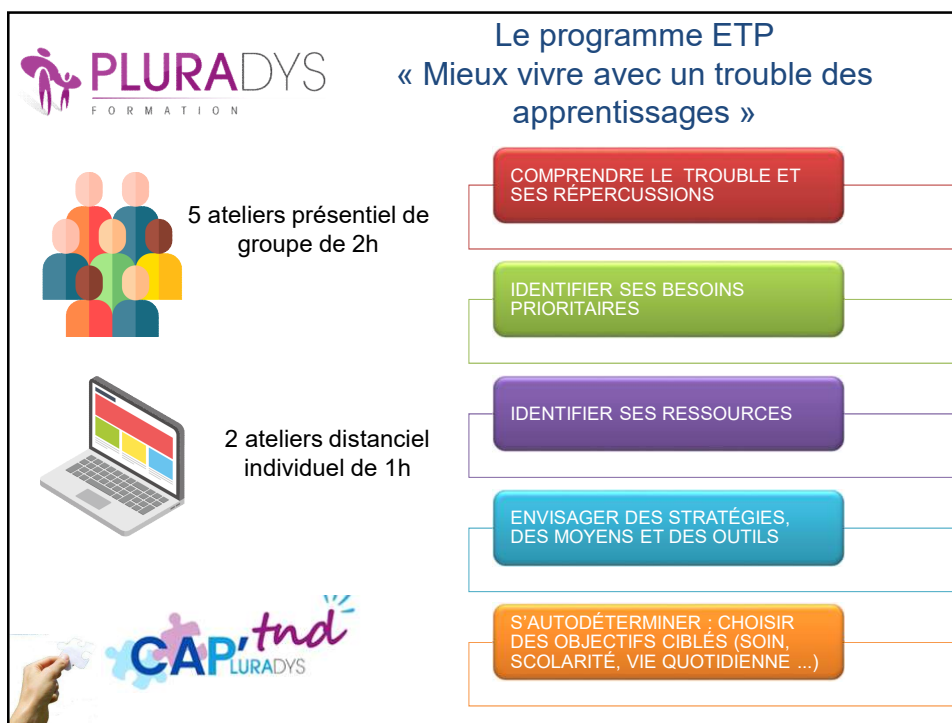 PLURADYS
FORMATION
Le programme ETP
« Mieux vivre avec un trouble des
apprentissages »
5 ateliers présentiel de
groupe de 2h
2 ateliers distanciel
individuel de 1h
CAP'tnd
PLURADYS
COMPRENDRE LE TROUBLE ET
SES RÉPERCUSSIONS
IDENTIFIER SES BESOINS
PRIORITAIRES
IDENTIFIER SES RESSOURCES
ENVISAGER DES STRATÉGIES,
DES MOYENS ET DES OUTILS
S’AUTODÉTERMINER : CHOISIR
DES OBJECTIFS CIBLÉS (SOIN,
SCOLARITÉ, VIE QUOTIDIENNE ...)